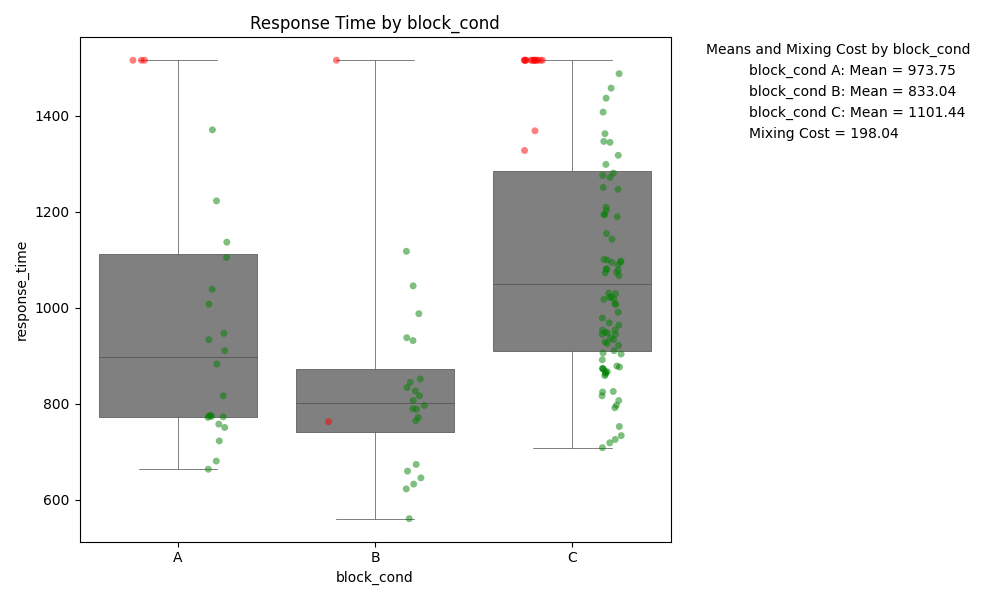 Response Time by block_cond
Means and Mixing Cost by block_cond
block_cond A: Mean = 973.75
block_cond B: Mean = 833.04
block_cond C: Mean = 1101.44
Mixing Cost = 198.04
response_time
1400
1200
1000
800
600
A
B
C
block_cond